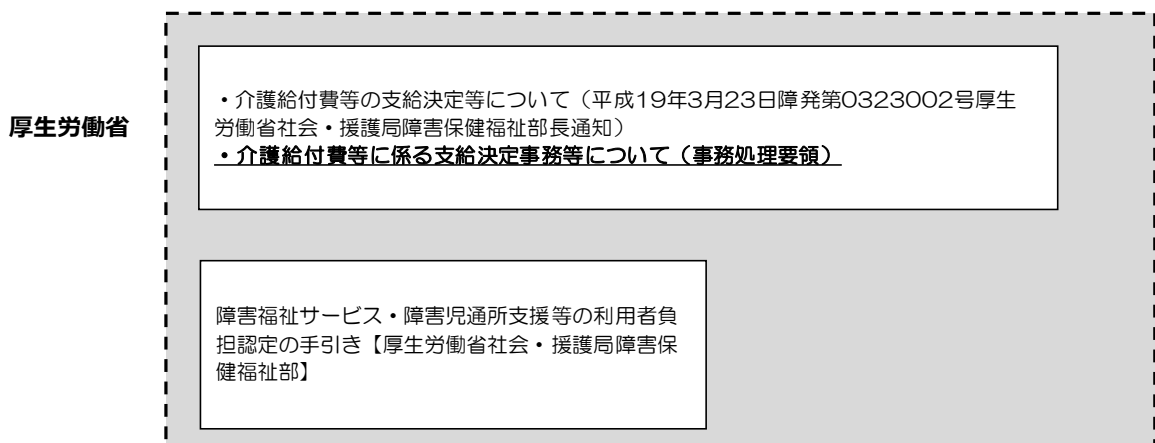 厚生労働省
・介護給付費等の支給決定等について（平成19年3月23日障発第0323002号厚生
労働省社会・援護局障害保健福祉部長通知）
・介護給付費等に係る支給決定事務等について（事務処理要領）
障害福祉サービス・障害児通所支援等の利用者負
担認定の手引き【厚生労働省社会・援護局障害保
健福祉部】